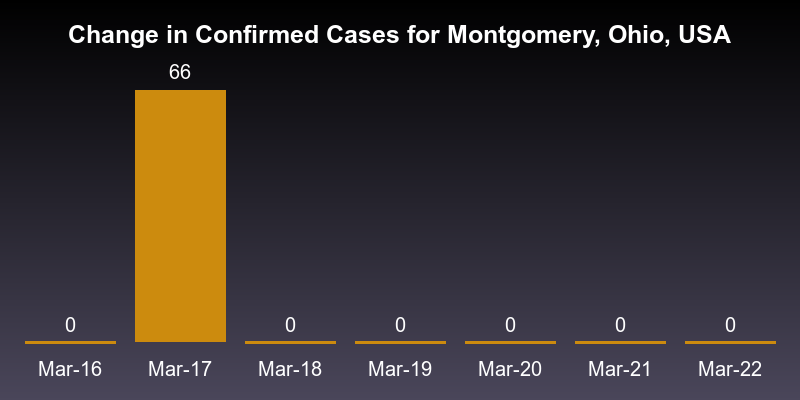 Change in Confirmed Cases for Montgomery, Ohio, USA
66
0 0 0 0 0 0
Mar-16 Mar-17 Mar-18 Mar-19 Mar-20 Mar-21 Mar-22